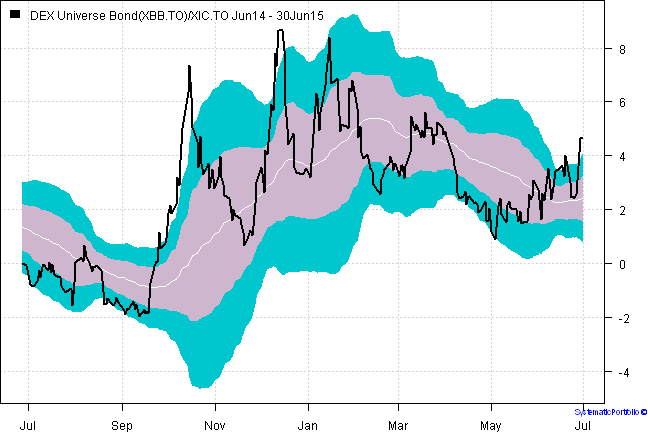 DEX Universe Bond(XBB.TO)/XIC.TO Jun14 - 30Jun15
8
6
4
2
0
-2
-4
SystematicPortfolio ©
Jul Sep Nov Jan Mar May Jul